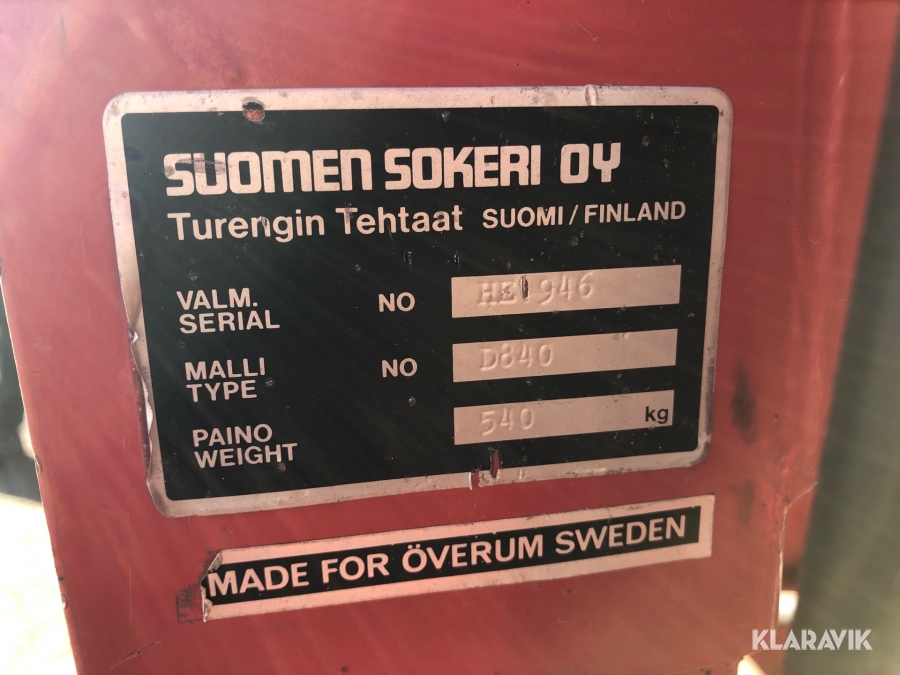 SUOMEN SOKERI OY
Turengin Tehtaat SUOMI/FINLAND
VALM. SERIAL NO HE1946
MALLI TYPE NO D840
PAINO WEIGHT 540 kg
MADE FOR ÖVERUM SWEDEN
KLARAVIK